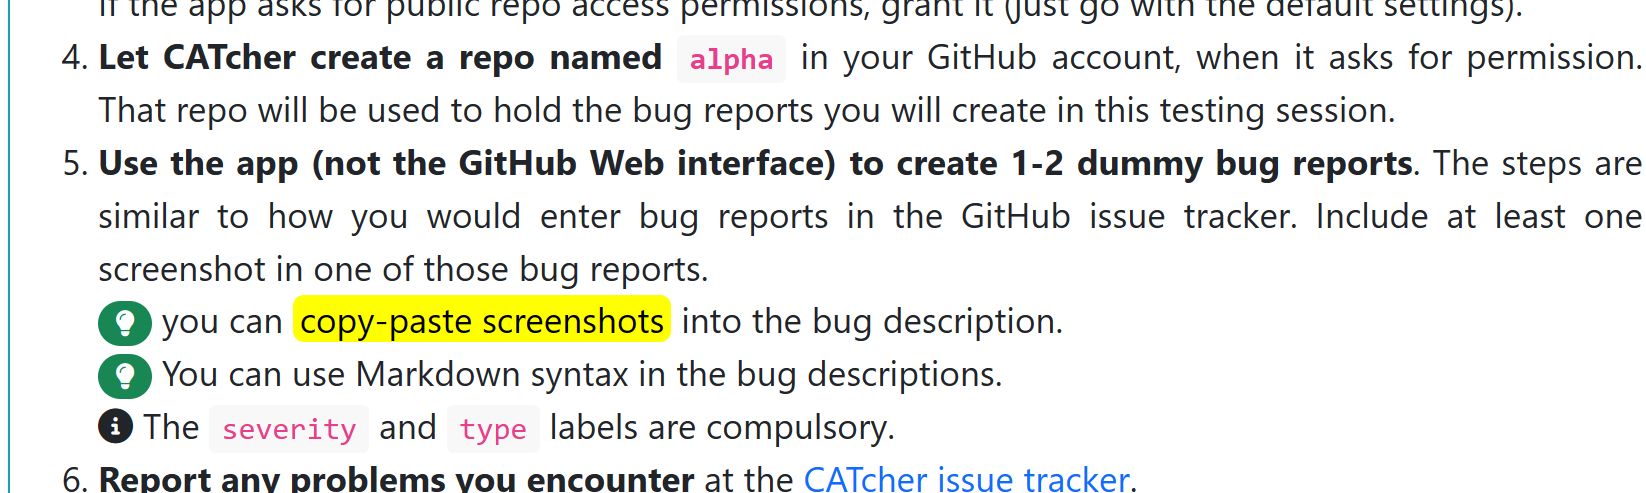 If the app asks for public repo access permissions, grant it (just go with the default settings).
4. Let CATcher create a repo named alpha in your GitHub account, when it asks for permission.
That repo will be used to hold the bug reports you will create in this testing session.
5. Use the app (not the GitHub Web interface) to create 1-2 dummy bug reports. The steps are
similar to how you would enter bug reports in the GitHub issue tracker. Include at least one
screenshot in one of those bug reports.
you can copy-paste screenshots into the bug description.
You can use Markdown syntax in the bug descriptions.
The severity and type labels are compulsory.
6. Report any problems you encounter at the CATcher issue tracker.